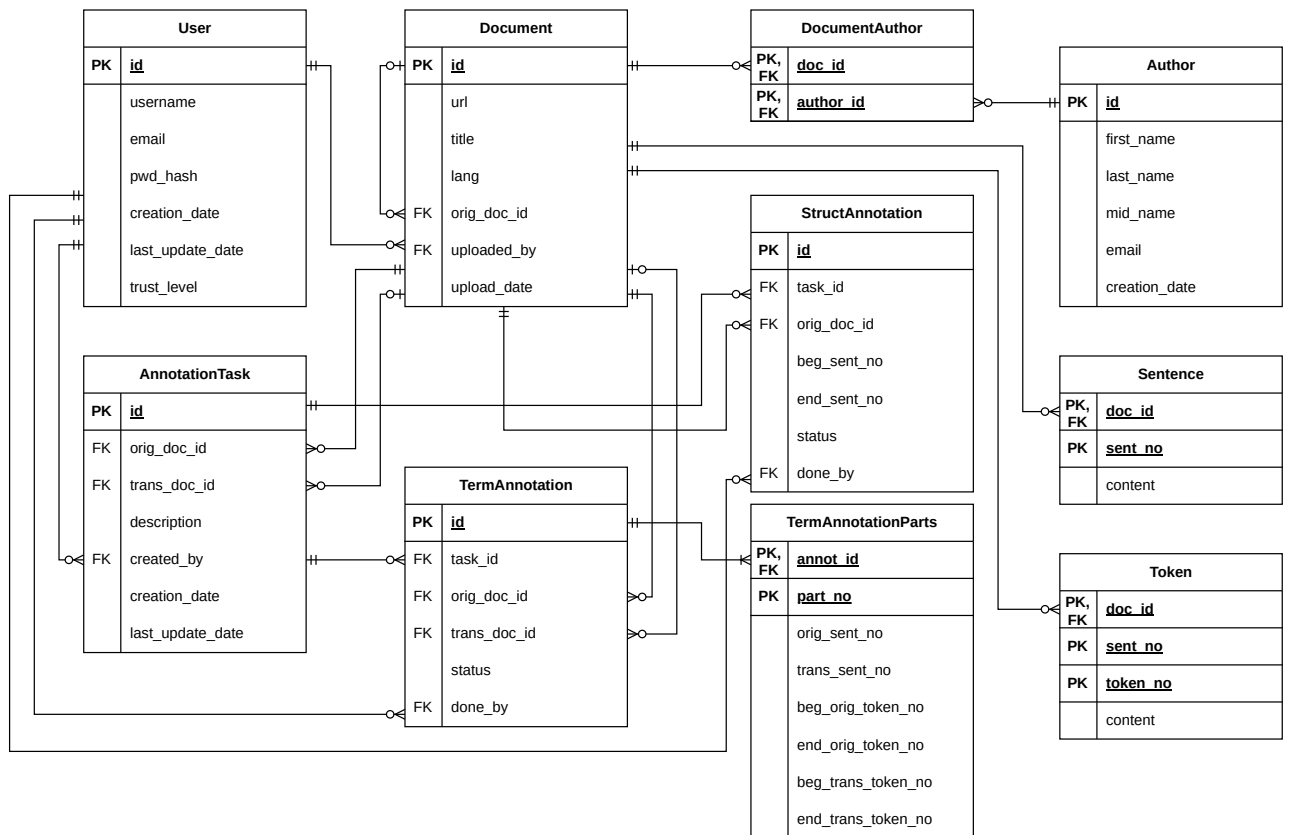 User
PK id
username
email
pwd_hash
creation_date
last_update_date
trust_level
Document
PK id
url
title
lang
FK orig_doc_id
FK uploaded_by
upload_date
DocumentAuthor
PK, FK doc_id
PK, FK author_id
Author
PK id
first_name
last_name
mid_name
email
creation_date
StructAnnotation
PK id
FK task_id
FK orig_doc_id
beg_sent_no
end_sent_no
status
FK done_by
AnnotationTask
PK id
FK orig_doc_id
FK trans_doc_id
description
FK created_by
creation_date
last_update_date
TermAnnotation
PK id
FK task_id
FK orig_doc_id
FK trans_doc_id
status
FK done_by
TermAnnotationParts
PK, FK annot_id
PK part_no
orig_sent_no
trans_sent_no
beg_orig_token_no
end_orig_token_no
beg_trans_token_no
end_trans_token_no
Sentence
PK, FK doc_id
PK sent_no
content
Token
PK, FK doc_id
PK sent_no
PK token_no
content